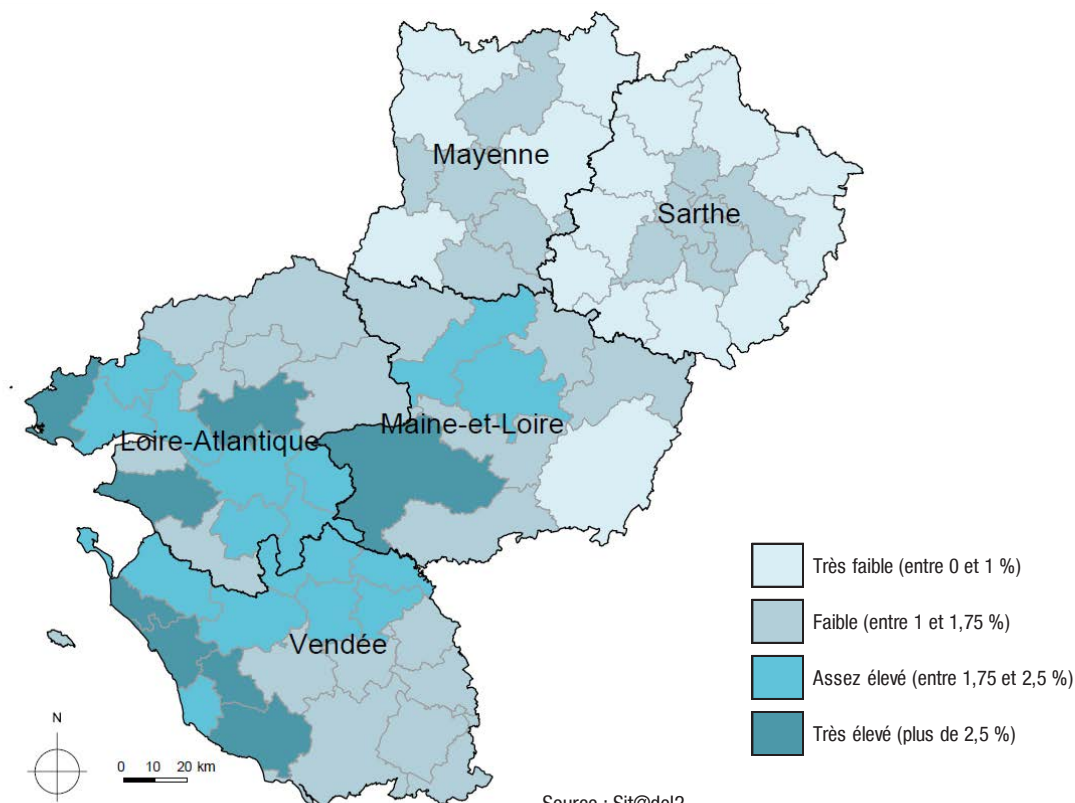 Mayenne
Sarthe
Maine-et-Loire
Loire-Atlantique
Vendée
Très faible (entre 0 et 1 %)
Faible (entre 1 et 1,75 %)
Assez élevé (entre 1,75 et 2,5 %)
Très élevé (plus de 2,5 %)
N
0 10 20 km
Source : Sit@del2